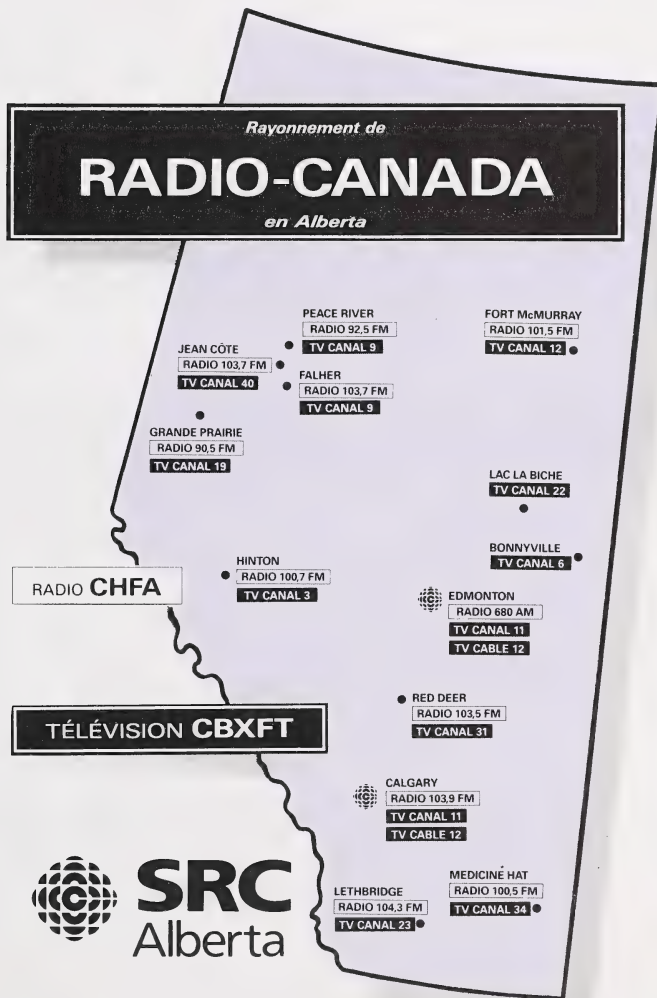 Rayonnement de
RADIO-CANADA
en Alberta
PEACE RIVER
RADIO 92,5 FM
TV CANAL 9
FORT McMURRAY
RADIO 101,5 FM
TV CANAL 12
JEAN CÔTE
RADIO 103,7 FM
TV CANAL 40
FALHER
RADIO 103,7 FM
TV CANAL 9
GRANDE PRAIRIE
RADIO 90,5 FM
TV CANAL 19
LAC LA BICHE
TV CANAL 22
BONNYVILLE
TV CANAL 6
HINTON
RADIO 100,7 FM
TV CANAL 3
RADIO CHFA
EDMONTON
RADIO 680 AM
TV CANAL 11
TV CABLE 12
RED DEER
RADIO 103,5 FM
TV CANAL 31
TÉLÉVISION CBXFT
CALGARY
RADIO 103,9 FM
TV CANAL 11
TV CABLE 12
SRC
Alberta
LETHBRIDGE
RADIO 104,3 FM
TV CANAL 23
MEDICINE HAT
RADIO 100,5 FM
TV CANAL 34